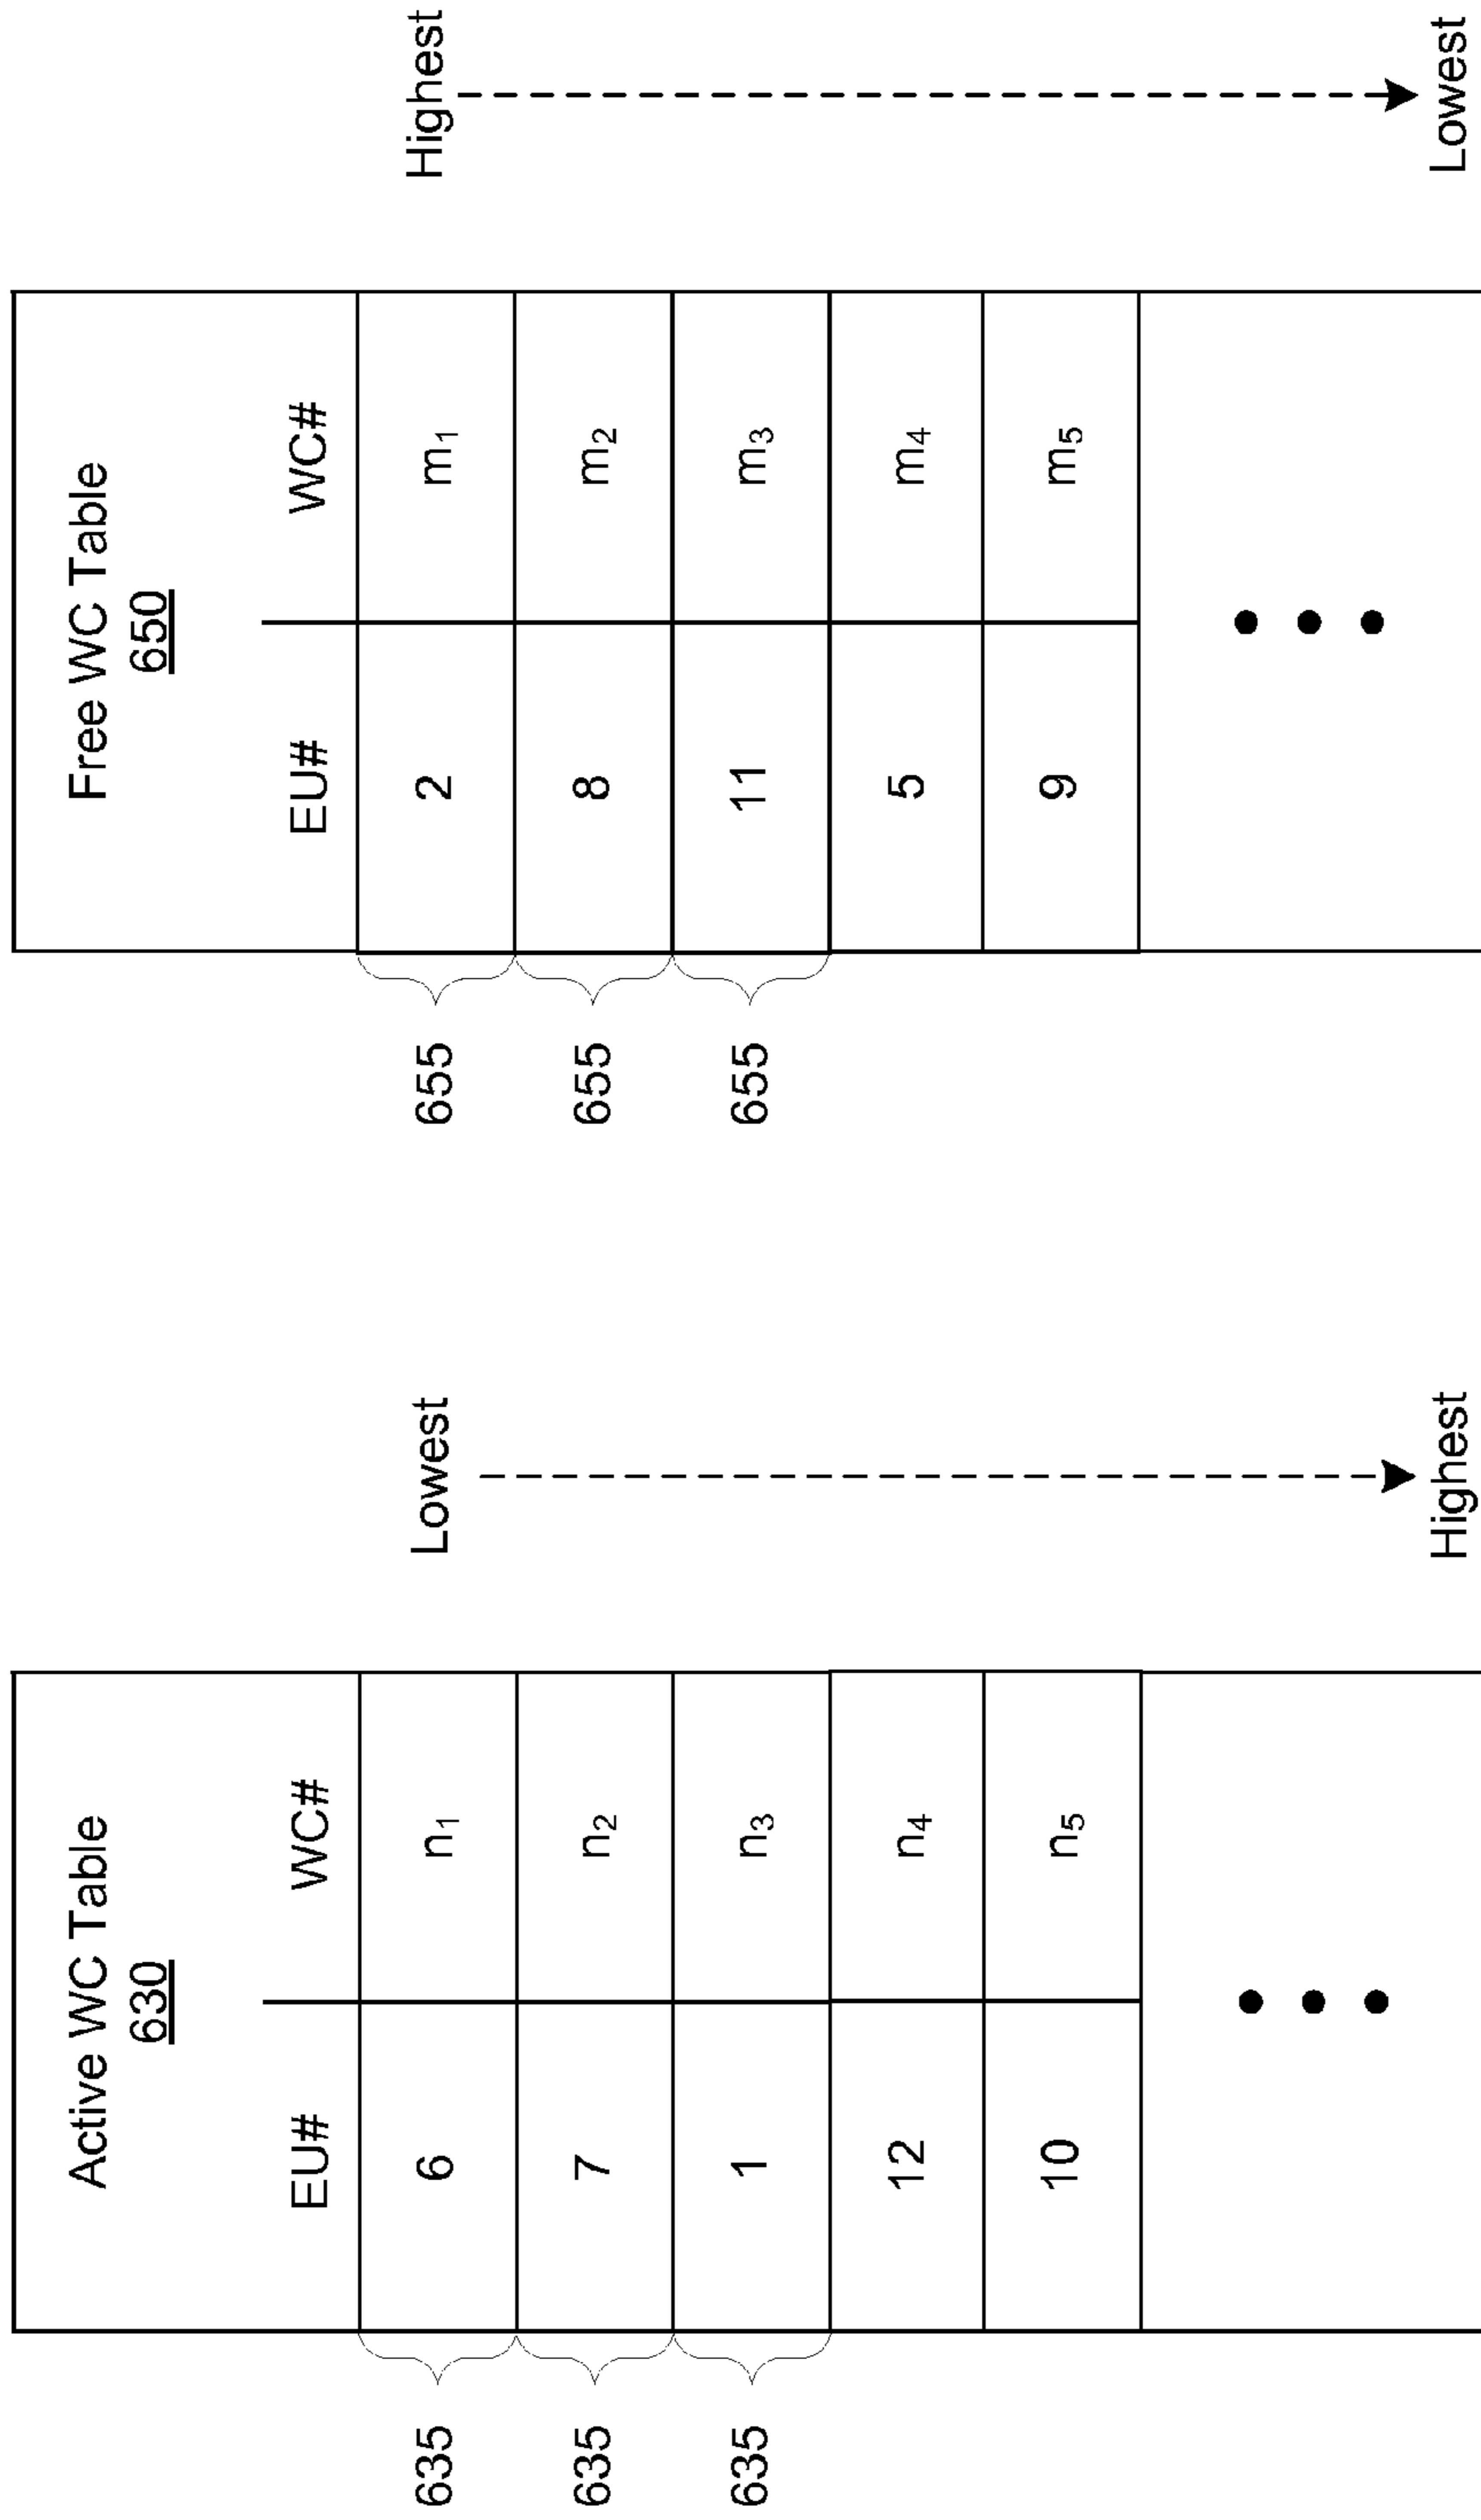 Active WC Table
630
EU# WC#
635 6 n1
635 7 n2
635 1 n3
12 n4
10 n5
Lowest
Highest
Free WC Table
650
EU# WC#
655 2 m1
655 8 m2
655 11 m3
5 m4
9 m5
Highest
Lowest